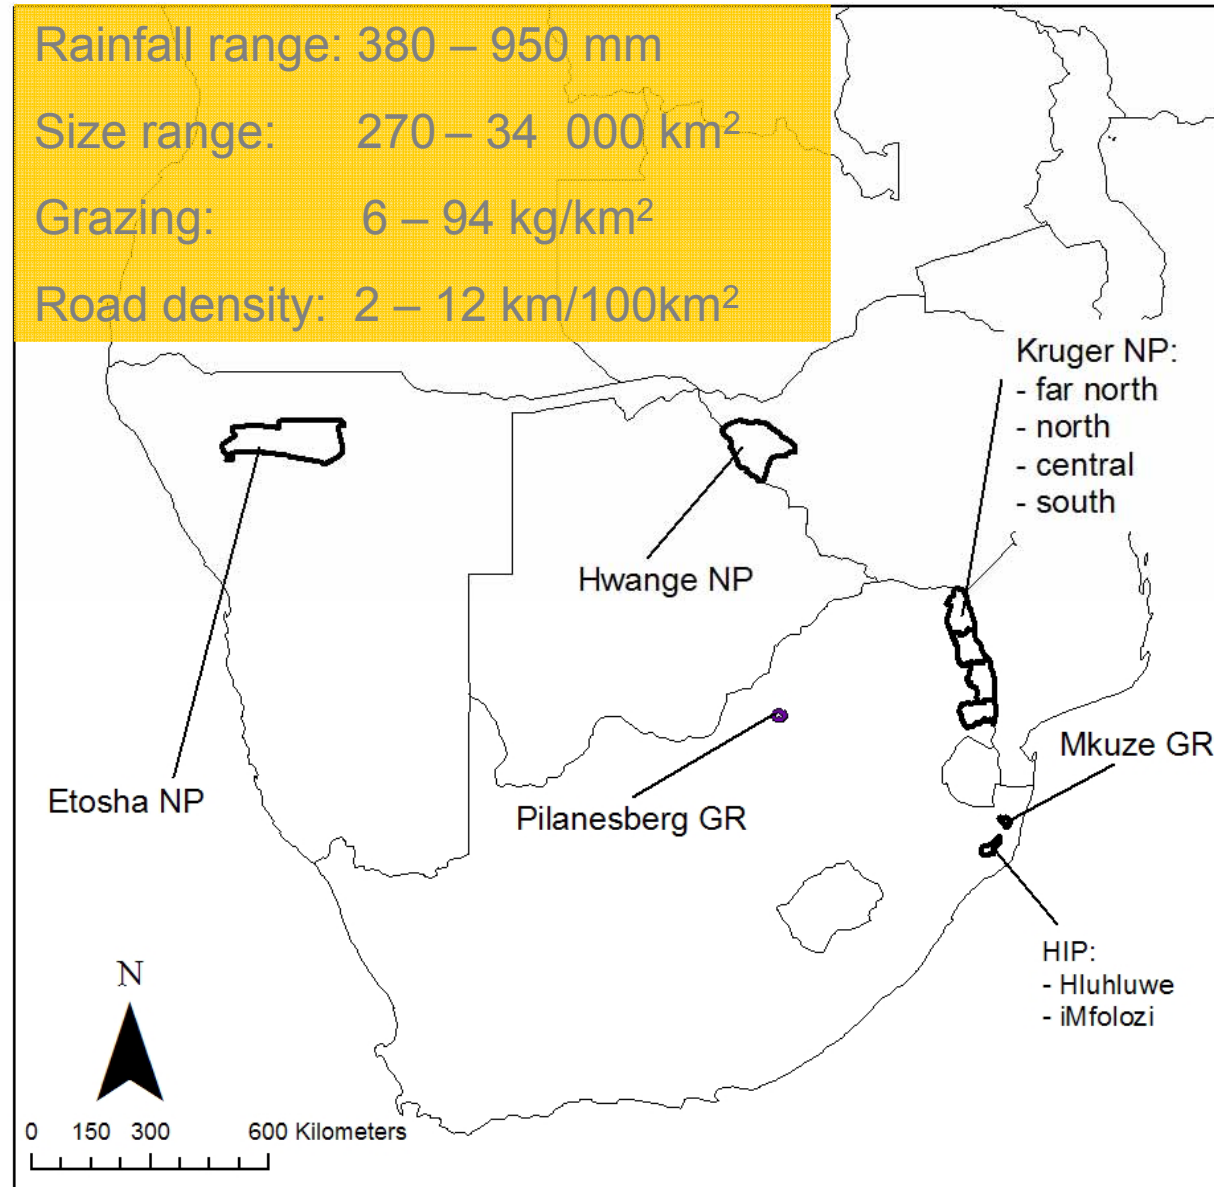 Rainfall range: 380 – 950 mm
Size range: 270 – 34 000 km²
Grazing: 6 – 94 kg/km²
Road density: 2 – 12 km/100km²
Kruger NP:
- far north
- north
- central
- south
Hwange NP
Etosha NP
Pilanesberg GR
Mkuze GR
HIP:
- Hluhluwe
- iMfolozi
N
0 150 300 600 Kilometers